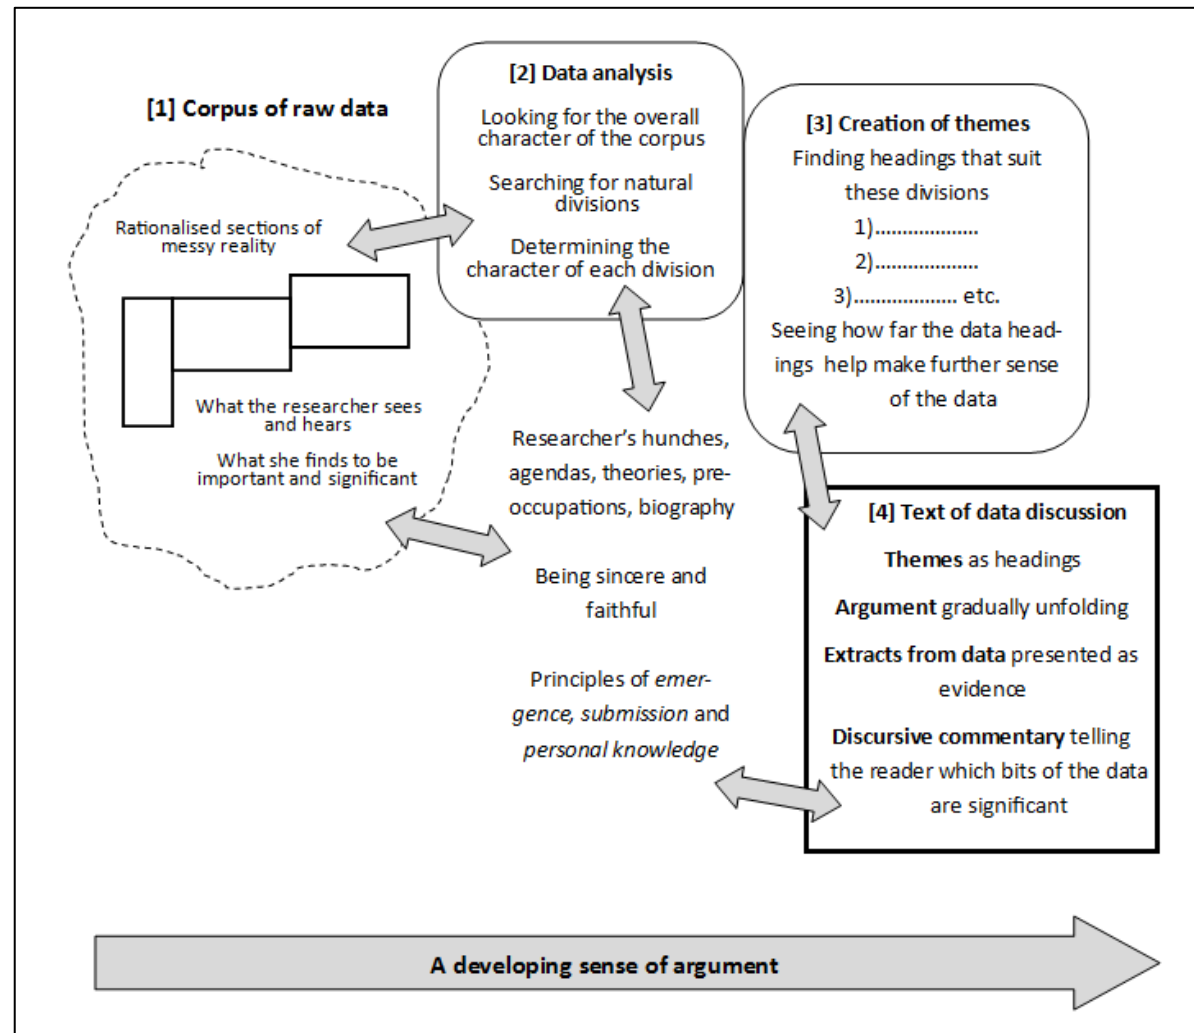 [1] Corpus of raw data
Rationalised sections of
messy reality
What the researcher sees
and hears
What she finds to be
important and significant
[2] Data analysis
Looking for the overall
character of the corpus
Searching for natural
divisions
Determining the
character of each division
Researcher's hunches,
agendas, theories, pre-
occupations, biography
Being sincere and
faithful
Principles of emer-
gence, submission and
personal knowledge
[3] Creation of themes
Finding headings that suit
these divisions
1)...................
2)...................
3)................... etc.
Seeing how far the data head-
ings help make further sense
of the data
[4] Text of data discussion
Themes as headings
Argument gradually unfolding
Extracts from data presented as
evidence
Discursive commentary telling
the reader which bits of the data
are significant
A developing sense of argument